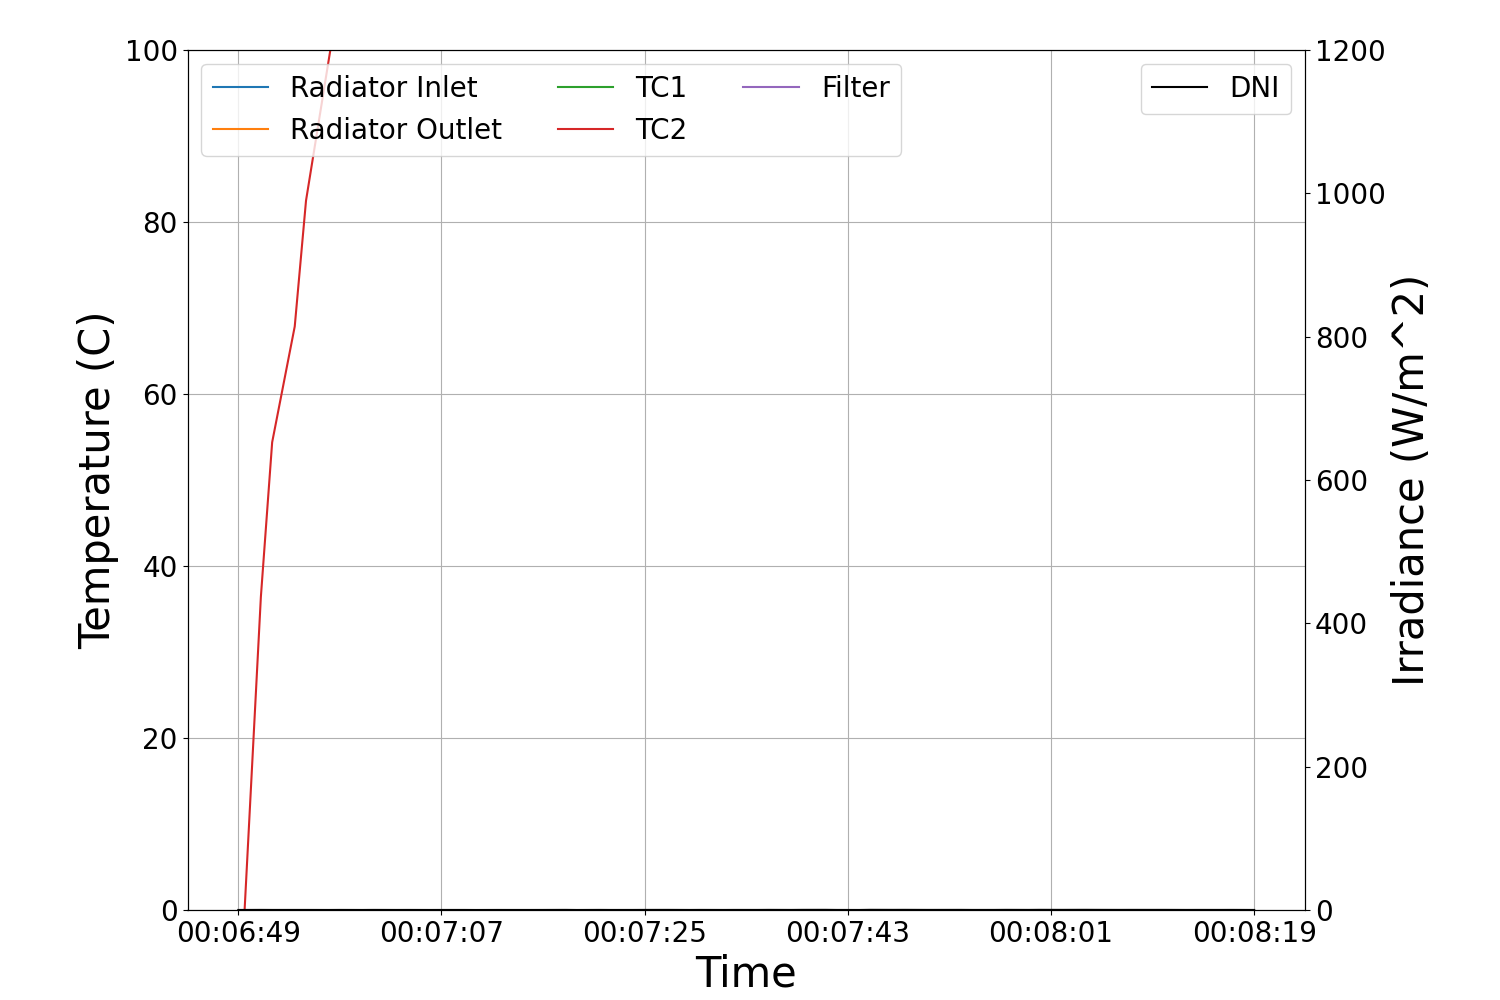 100
80
60
40
20
0
Temperature (C)
Radiator Inlet
Radiator Outlet
TC1
TC2
Filter
DNI
1200
1000
800
600
400
200
0
Irradiance (W/m^2)
00:06:49 00:07:07 00:07:25 00:07:43 00:08:01 00:08:19
Time